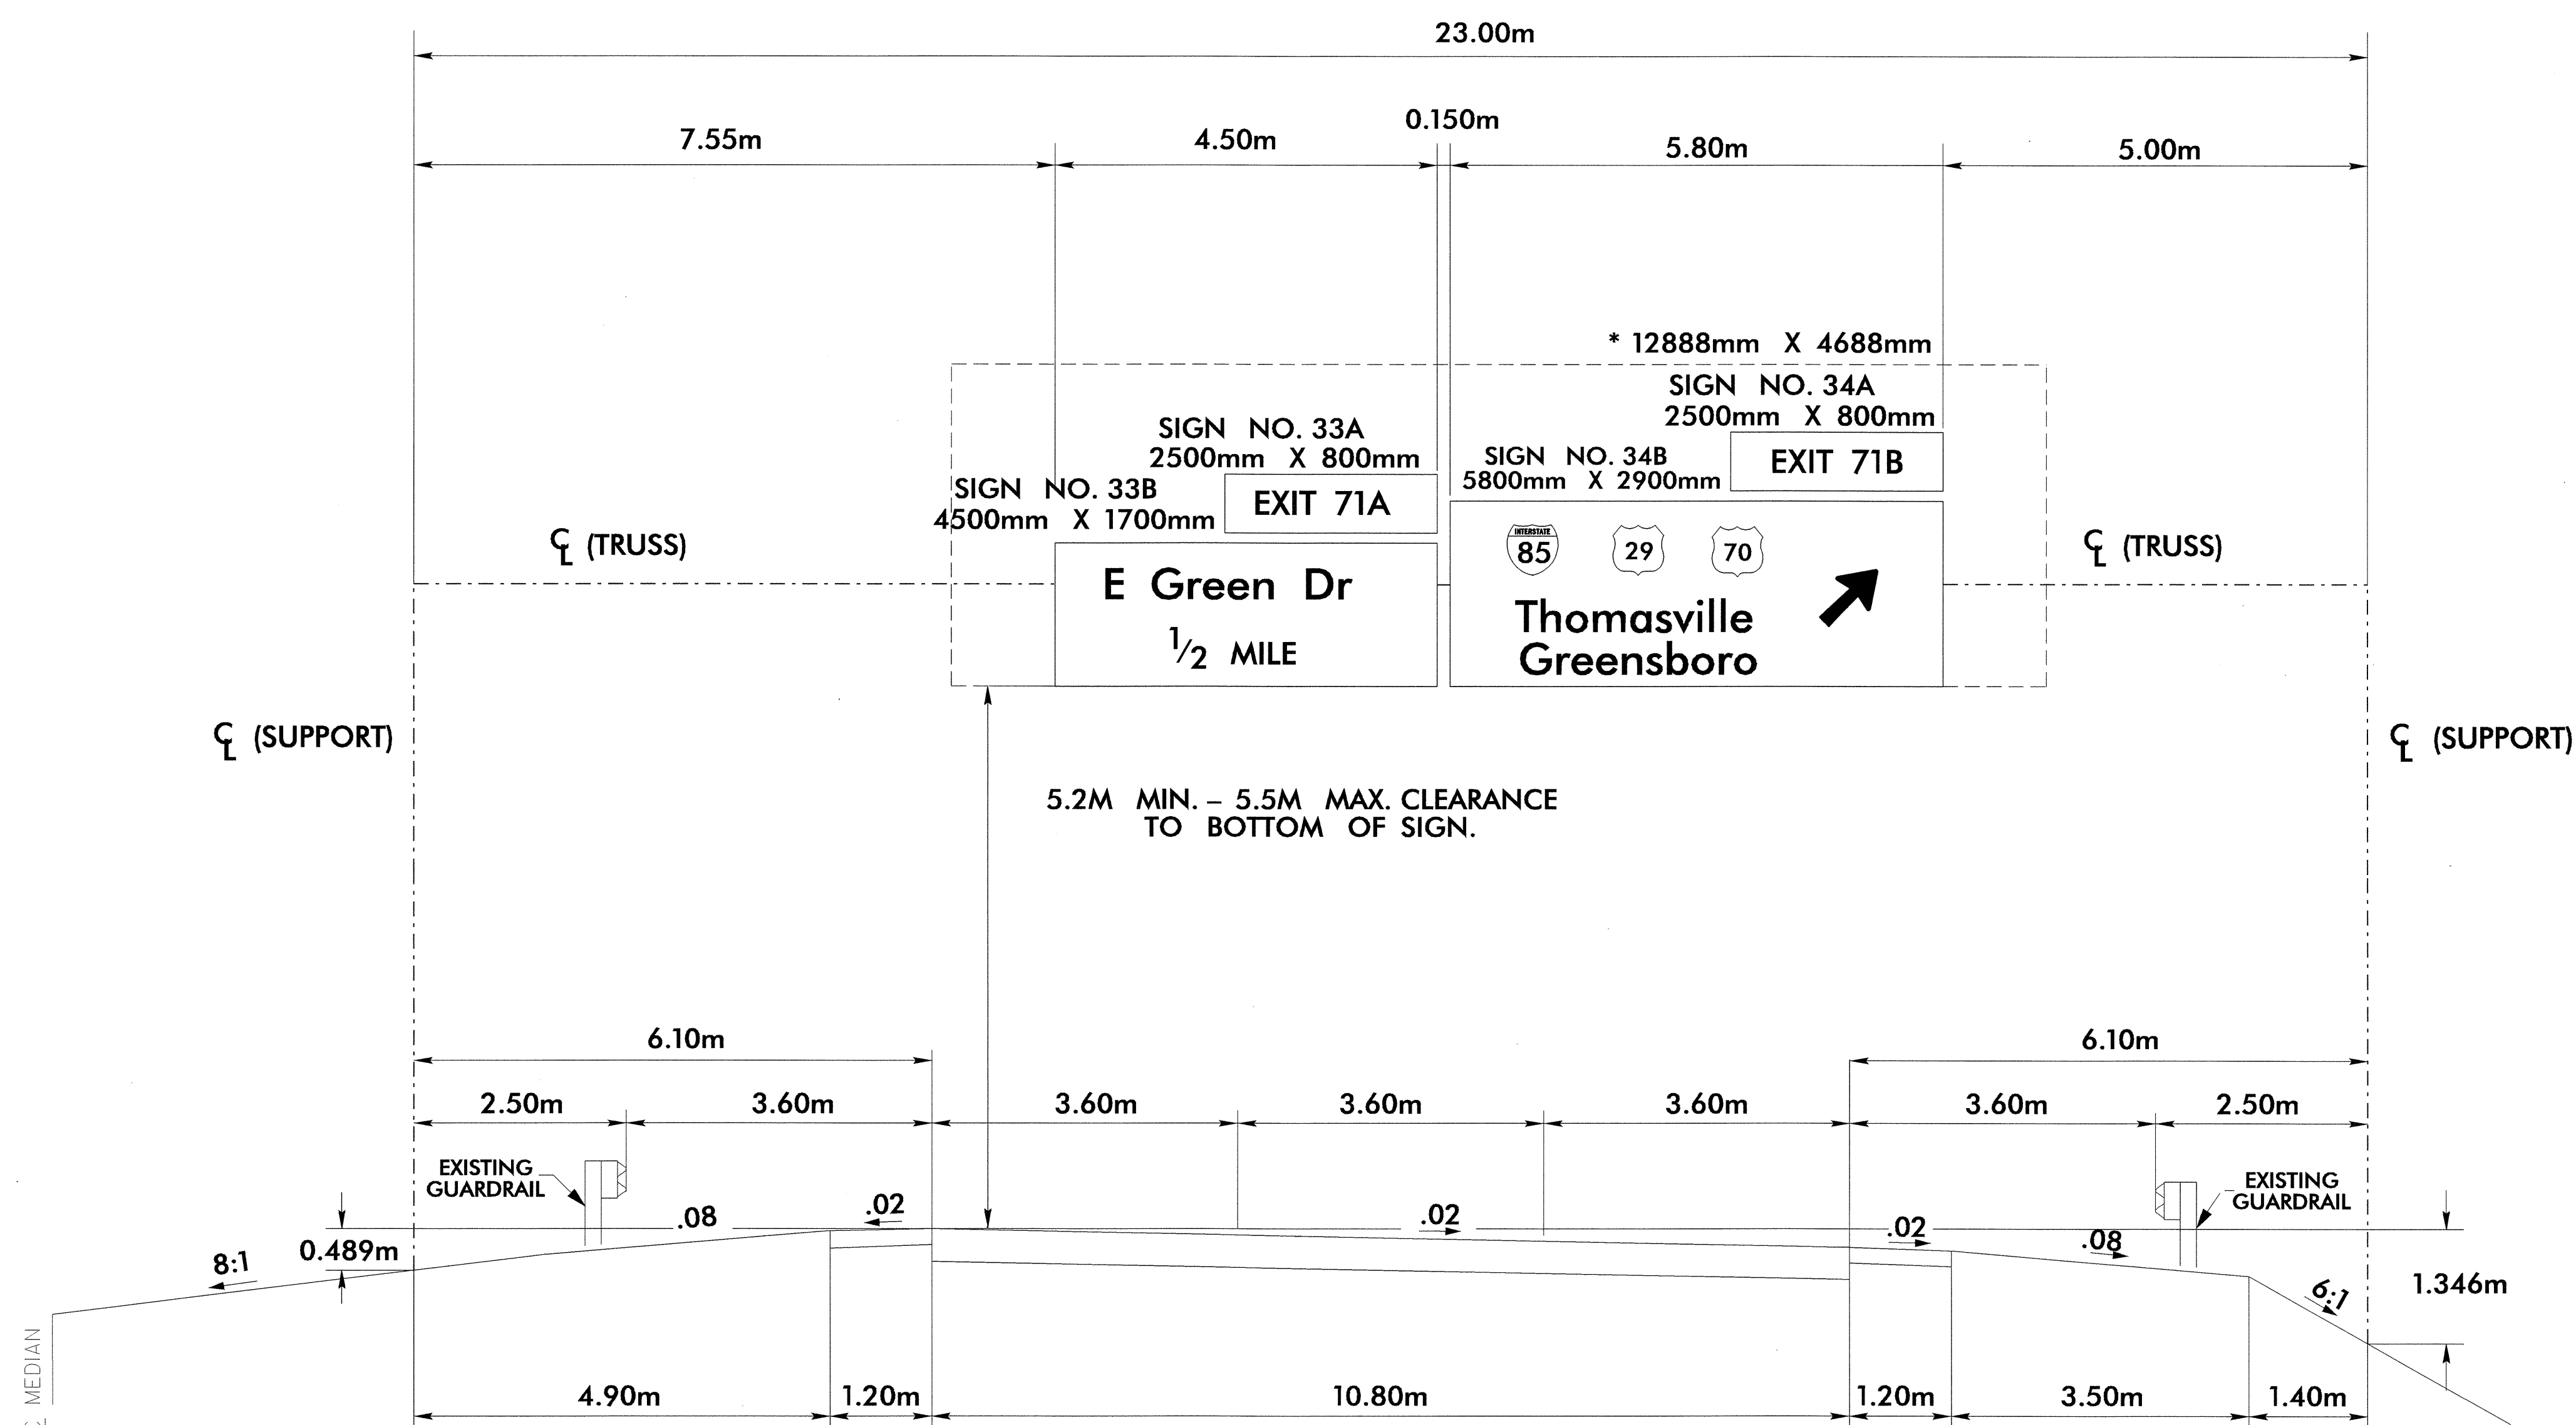 23.00m
0.150m
7.55m
4.50m
5.80m
5.00m
* 12888mm X 4688mm
SIGN NO. 34A
2500mm X 800mm
SIGN NO. 33A
2500mm X 800mm
SIGN NO. 34B
5800mm X 2900mm
EXIT 71B
SIGN NO. 33B
4500mm X 1700mm
EXIT 71A
℄ (TRUSS)
INTERSTATE
85
29
70
℄ (TRUSS)
E Green Dr
1/2 MILE
Thomasville
Greensboro
℄ (SUPPORT)
℄ (SUPPORT)
5.2M MIN. – 5.5M MAX. CLEARANCE
TO BOTTOM OF SIGN.
6.10m
6.10m
2.50m
3.60m
3.60m
3.60m
3.60m
3.60m
2.50m
EXISTING
GUARDRAIL
EXISTING
GUARDRAIL
.08
.02
.02
.02
.08
8:1
0.489m
6:1
1.346m
MEDIAN
4.90m
1.20m
10.80m
1.20m
3.50m
1.40m